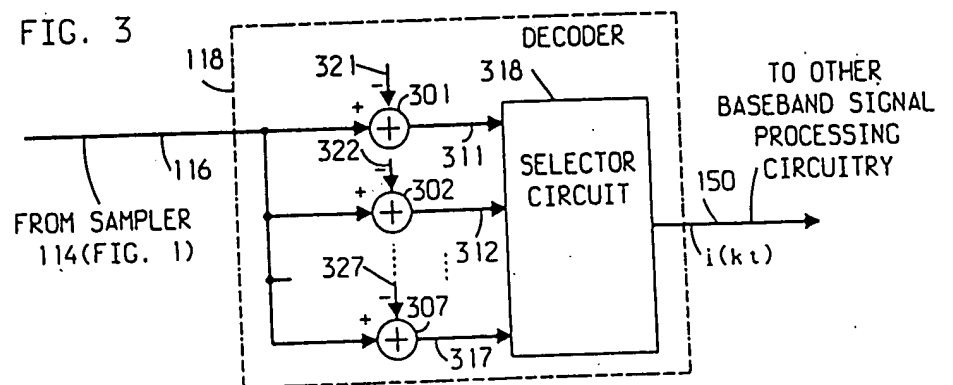 FIG. 3
DECODER
118
321
318
TO OTHER
BASEBAND SIGNAL
PROCESSING
CIRCUITRY
−
+
301
+
311
116
322
−
SELECTOR
CIRCUIT
+
302
+
312
150
FROM SAMPLER
114(FIG. 1)
i(kt)
327
−
+
307
+
317